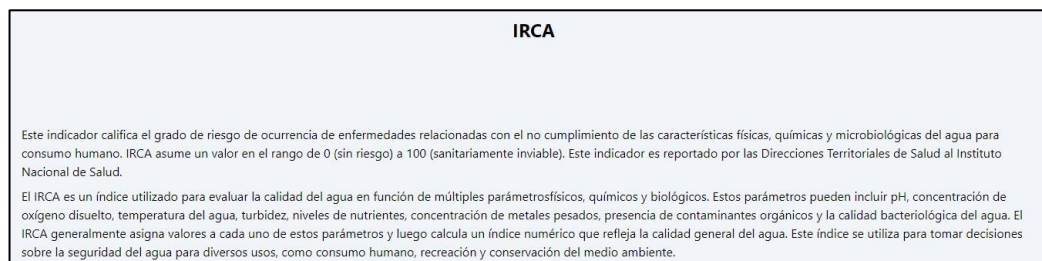 IRCA
Este indicador califica el grado de riesgo de ocurrencia de enfermedades relacionadas con el no cumplimiento de las características físicas, químicas y microbiológicas del agua para
consumo humano. IRCA asume un valor en el rango de 0 (sin riesgo) a 100 (sanitariamente inviable). Este indicador es reportado por las Direcciones Territoriales de Salud al Instituto
Nacional de Salud.
El IRCA es un índice utilizado para evaluar la calidad del agua en función de múltiples parámetrosfísicos, químicos y biológicos. Estos parámetros pueden incluir pH, concentración de
oxígeno disuelto, temperatura del agua, turbidez, niveles de nutrientes, concentración de metales pesados, presencia de contaminantes orgánicos y la calidad bacteriológica del agua. El
IRCA generalmente asigna valores a cada uno de estos parámetros y luego calcula un índice numérico que refleja la calidad general del agua. Este índice se utiliza para tomar decisiones
sobre la seguridad del agua para diversos usos, como consumo humano, recreación y conservación del medio ambiente.